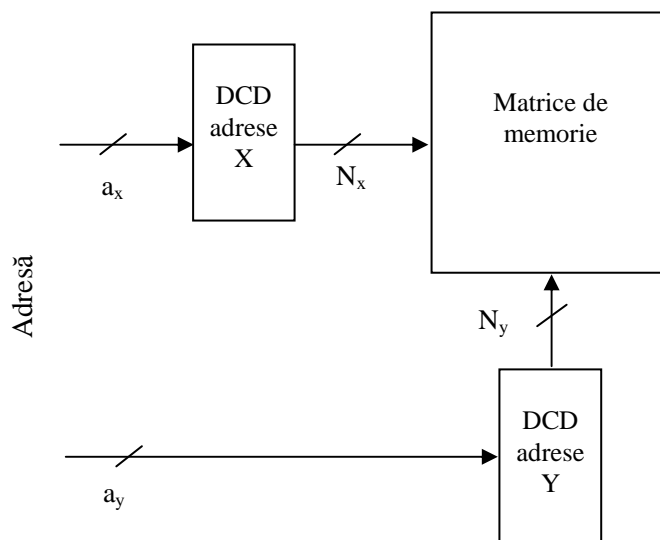 DCD
adrese
X
Matrice de
memorie
a_x
N_x
Adresă
N_y
DCD
adrese
Y
a_y